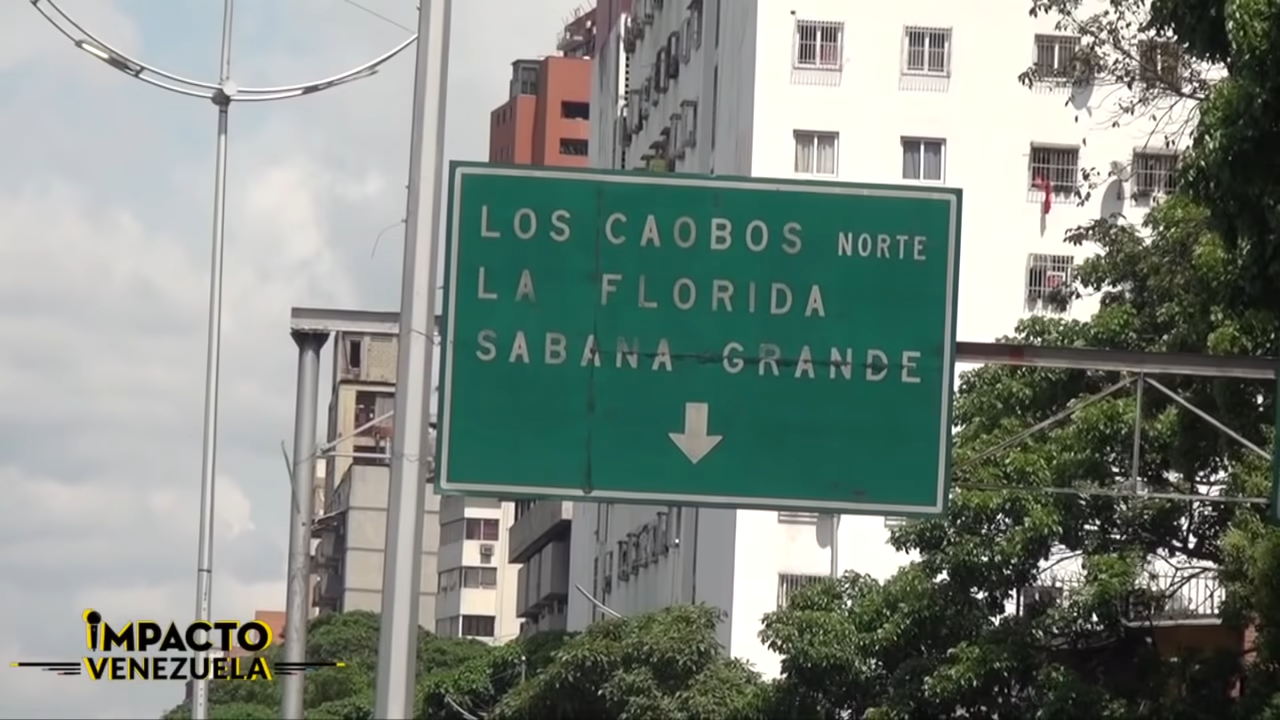 LOS CAOBOS NORTE
LA FLORIDA
SABANA GRANDE
iMPACTO
VENEZUELA